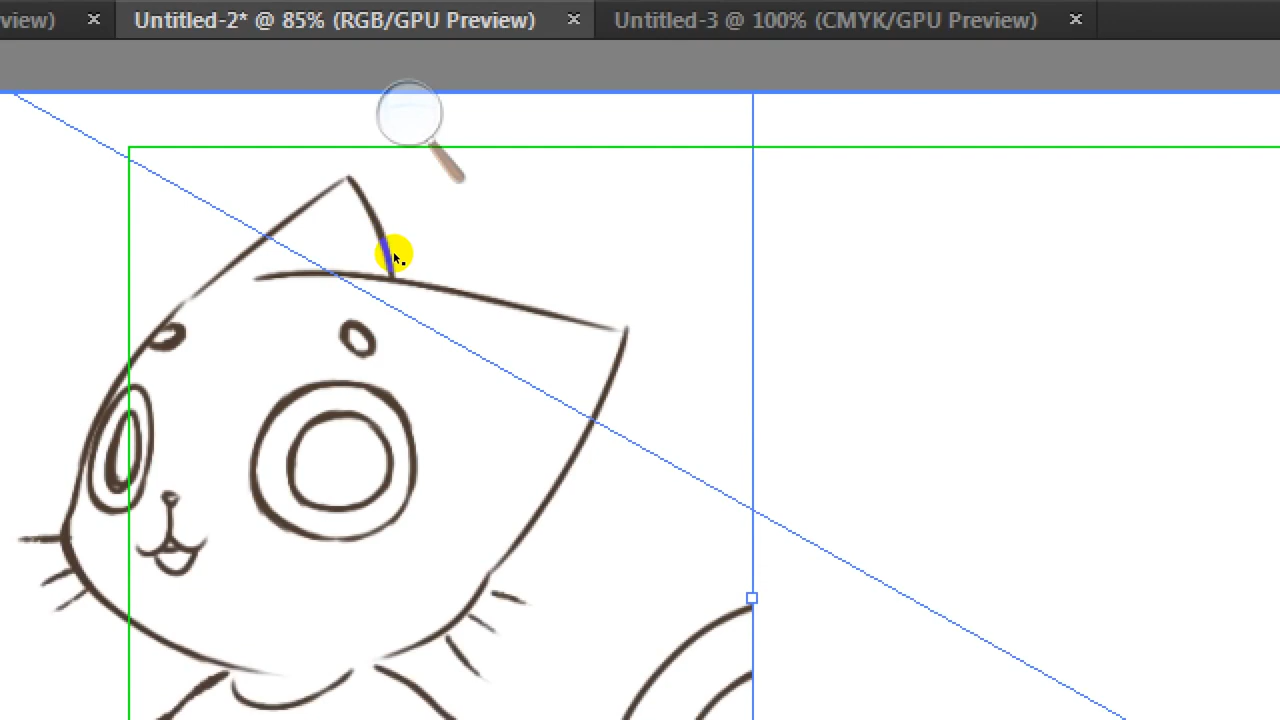 view)
Untitled-2* @ 85% (RGB/GPU Preview)
Untitled-3 @ 100% (CMYK/GPU Preview)